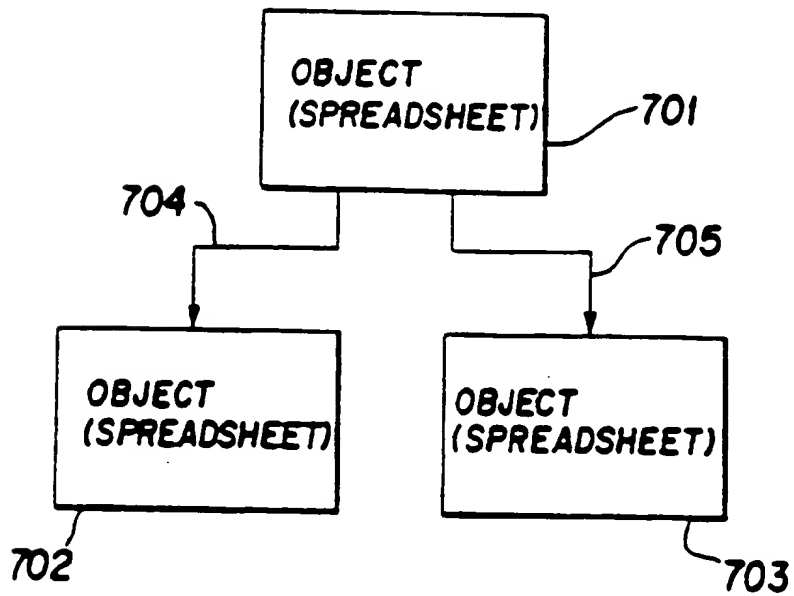 OBJECT
(SPREADSHEET)
701
704
705
OBJECT
(SPREADSHEET)
OBJECT
(SPREADSHEET)
702
703